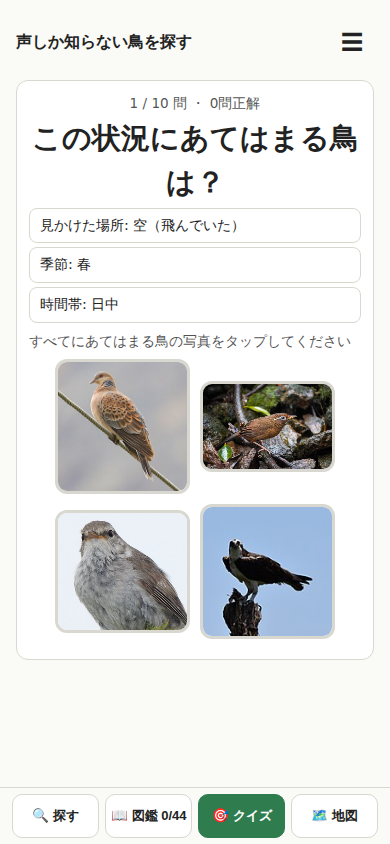 声しか知らない鳥を探す
☰
1 / 10 問 ・ 0問正解
この状況にあてはまる鳥
は？
見かけた場所: 空（飛んでいた）
季節: 春
時間帯: 日中
すべてにあてはまる鳥の写真をタップしてください
🔍 探す
📖 図鑑 0/44
🎯 クイズ
🗺️ 地図